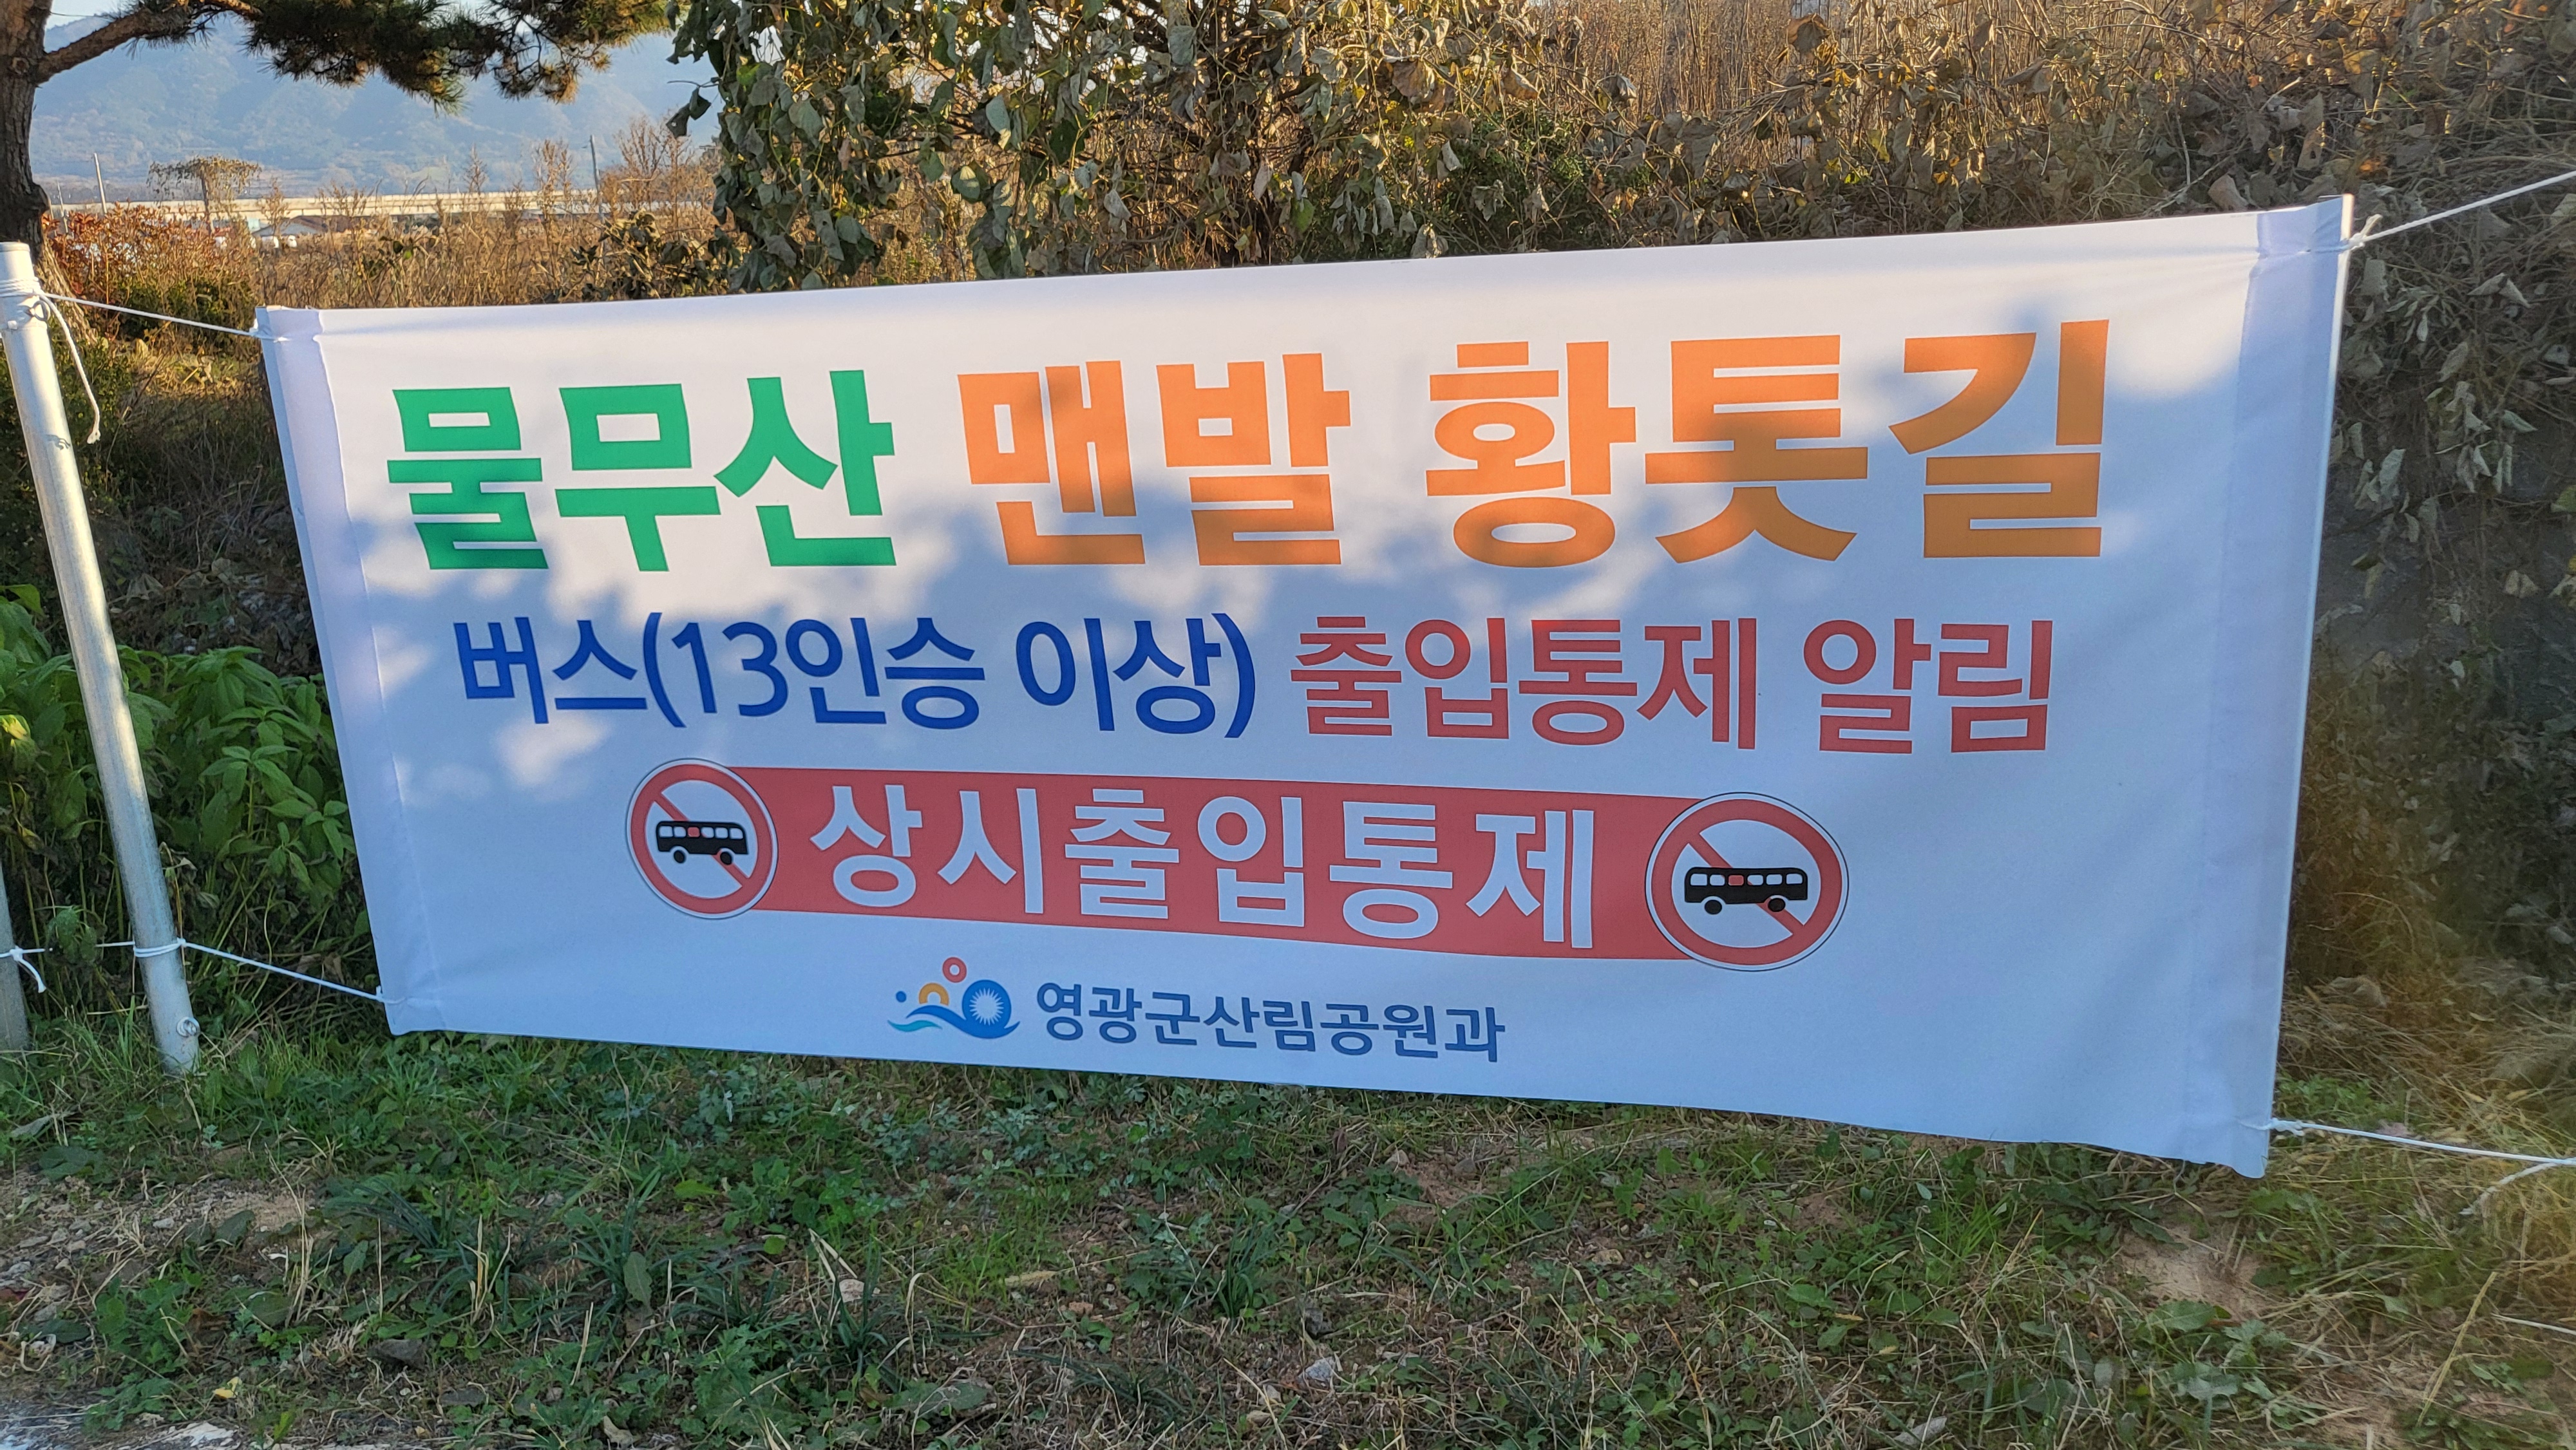 물무산 맨발 황톳길
버스(13인승 이상) 출입통제 알림
상시출입통제
영광군산림공원과